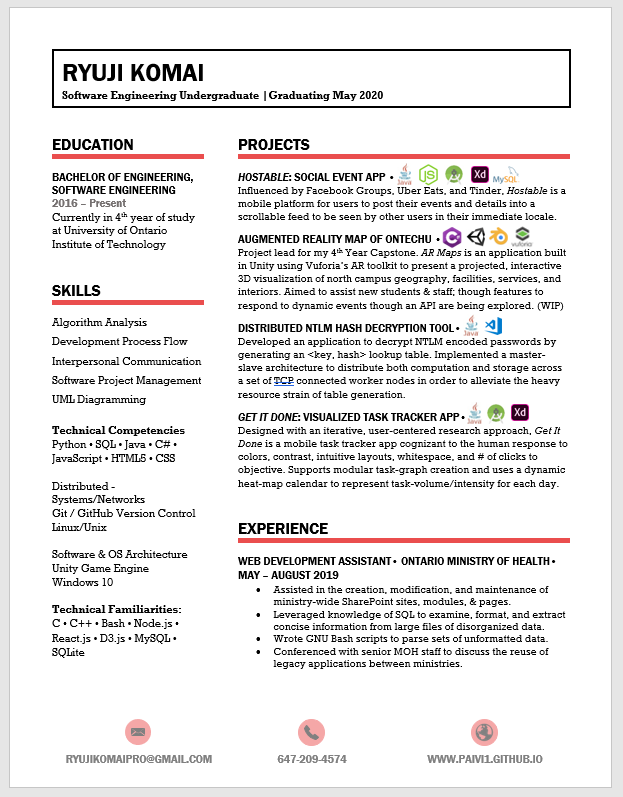 RYUJI KOMAI
Software Engineering Undergraduate | Graduating May 2020
EDUCATION
BACHELOR OF ENGINEERING,
SOFTWARE ENGINEERING
2016 – Present
Currently in 4th year of study
at University of Ontario
Institute of Technology
SKILLS
Algorithm Analysis
Development Process Flow
Interpersonal Communication
Software Project Management
UML Diagramming
Technical Competencies
Python • SQL • Java • C# •
JavaScript • HTML5 • CSS
Distributed -
Systems/Networks
Git / GitHub Version Control
Linux/Unix
Software & OS Architecture
Unity Game Engine
Windows 10
Technical Familiarities:
C • C++ • Bash • Node.js •
React.js • D3.js • MySQL •
SQLite
PROJECTS
HOSTABLE: SOCIAL EVENT APP • Java JS Xd MySQL
Influenced by Facebook Groups, Uber Eats, and Tinder, Hostable is a
mobile platform for users to post their events and details into a
scrollable feed to be seen by other users in their immediate locale.
AUGMENTED REALITY MAP OF ONTECHU • C# vuforia
Project lead for my 4th Year Capstone. AR Maps is an application built
in Unity using Vuforia's AR toolkit to present a projected, interactive
3D visualization of north campus geography, facilities, services, and
interiors. Aimed to assist new students & staff; though features to
respond to dynamic events though an API are being explored. (WIP)
DISTRIBUTED NTLM HASH DECRYPTION TOOL • Java
Developed an application to decrypt NTLM encoded passwords by
generating an <key, hash> lookup table. Implemented a master-
slave architecture to distribute both computation and storage across
a set of TCP connected worker nodes in order to alleviate the heavy
resource strain of table generation.
GET IT DONE: VISUALIZED TASK TRACKER APP • Java Xd
Designed with an iterative, user-centered research approach, Get It
Done is a mobile task tracker app cognizant to the human response to
colors, contrast, intuitive layouts, whitespace, and # of clicks to
objective. Supports modular task-graph creation and uses a dynamic
heat-map calendar to represent task-volume/intensity for each day.
EXPERIENCE
WEB DEVELOPMENT ASSISTANT • ONTARIO MINISTRY OF HEALTH •
MAY – AUGUST 2019
• Assisted in the creation, modification, and maintenance of
ministry-wide SharePoint sites, modules, & pages.
• Leveraged knowledge of SQL to examine, format, and extract
concise information from large files of disorganized data.
• Wrote GNU Bash scripts to parse sets of unformatted data.
• Conferenced with senior MOH staff to discuss the reuse of
legacy applications between ministries.
RYUJIKOMAIPRO@GMAIL.COM
647-209-4574
WWW.PAIVI1.GITHUB.IO